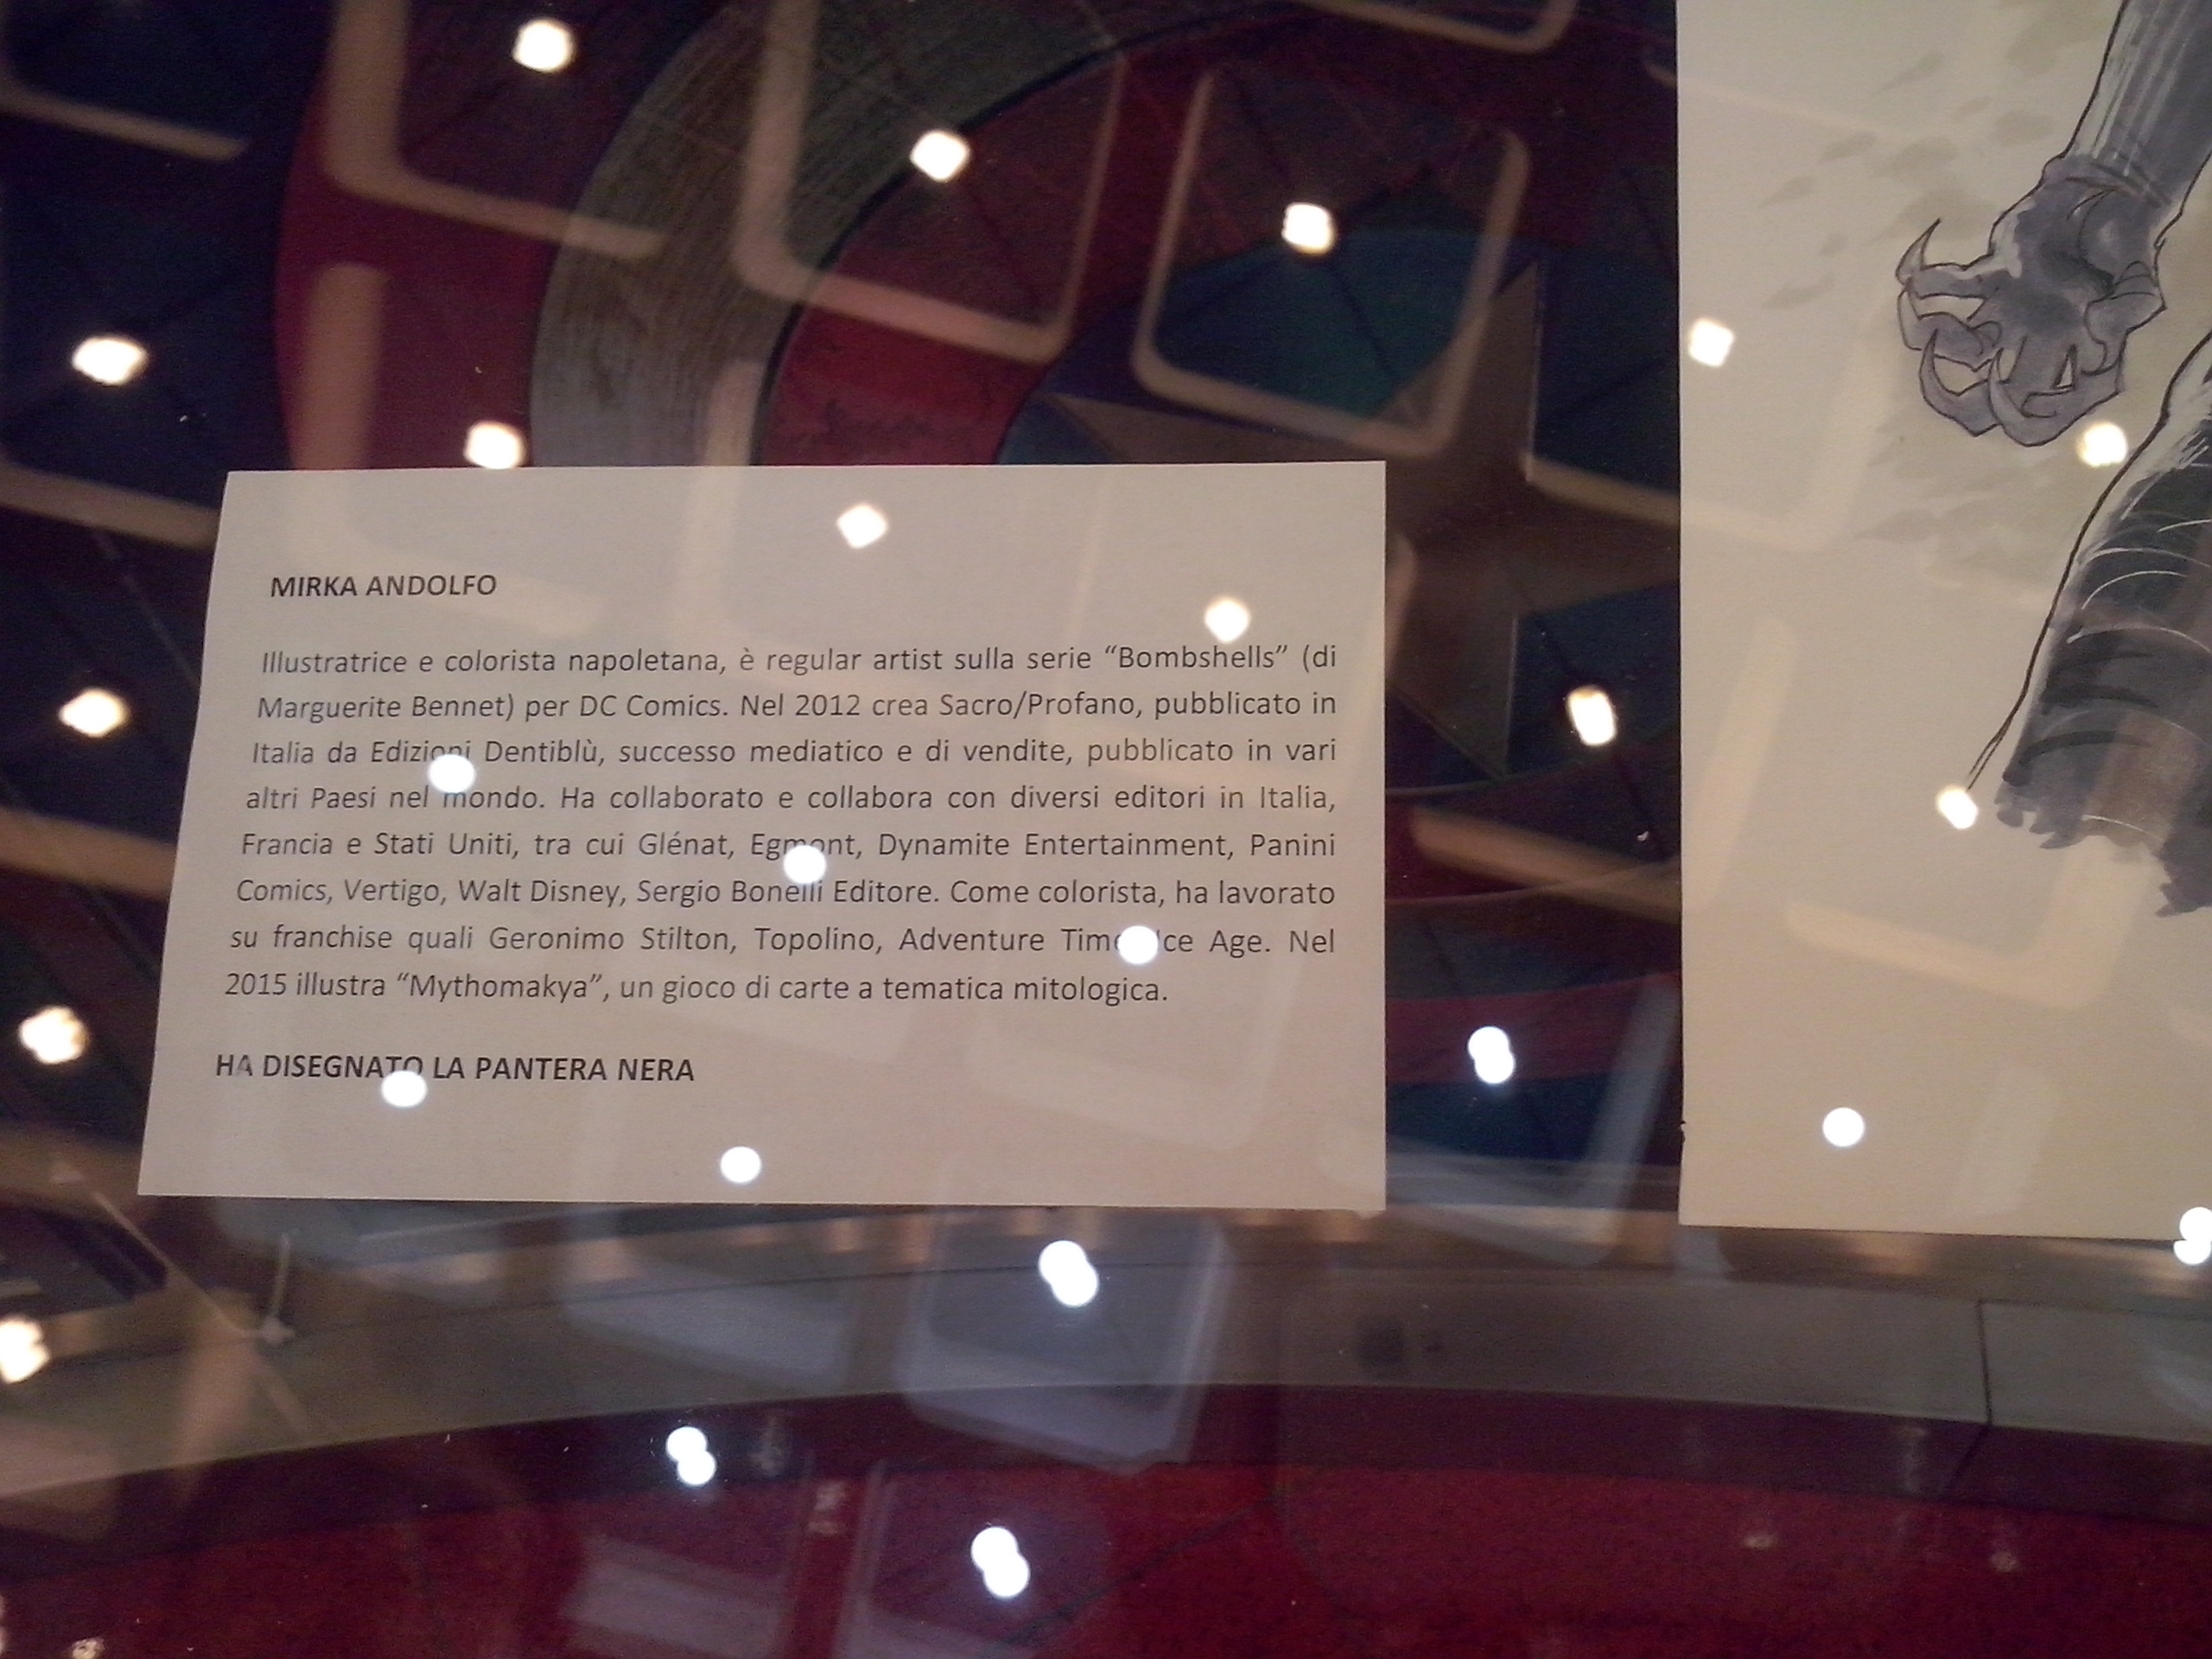 MIRKA ANDOLFO
Illustratrice e colorista napoletana, è regular artist sulla serie “Bombshells” (di
Marguerite Bennet) per DC Comics. Nel 2012 crea Sacro/Profano, pubblicato in
Italia da Edizioni Dentiblù, successo mediatico e di vendite, pubblicato in vari
altri Paesi nel mondo. Ha collaborato e collabora con diversi editori in Italia,
Francia e Stati Uniti, tra cui Glénat, Egmont, Dynamite Entertainment, Panini
Comics, Vertigo, Walt Disney, Sergio Bonelli Editore. Come colorista, ha lavorato
su franchise quali Geronimo Stilton, Topolino, Adventure Time Ice Age. Nel
2015 illustra “Mythomakya”, un gioco di carte a tematica mitologica.
HA DISEGNATO LA PANTERA NERA